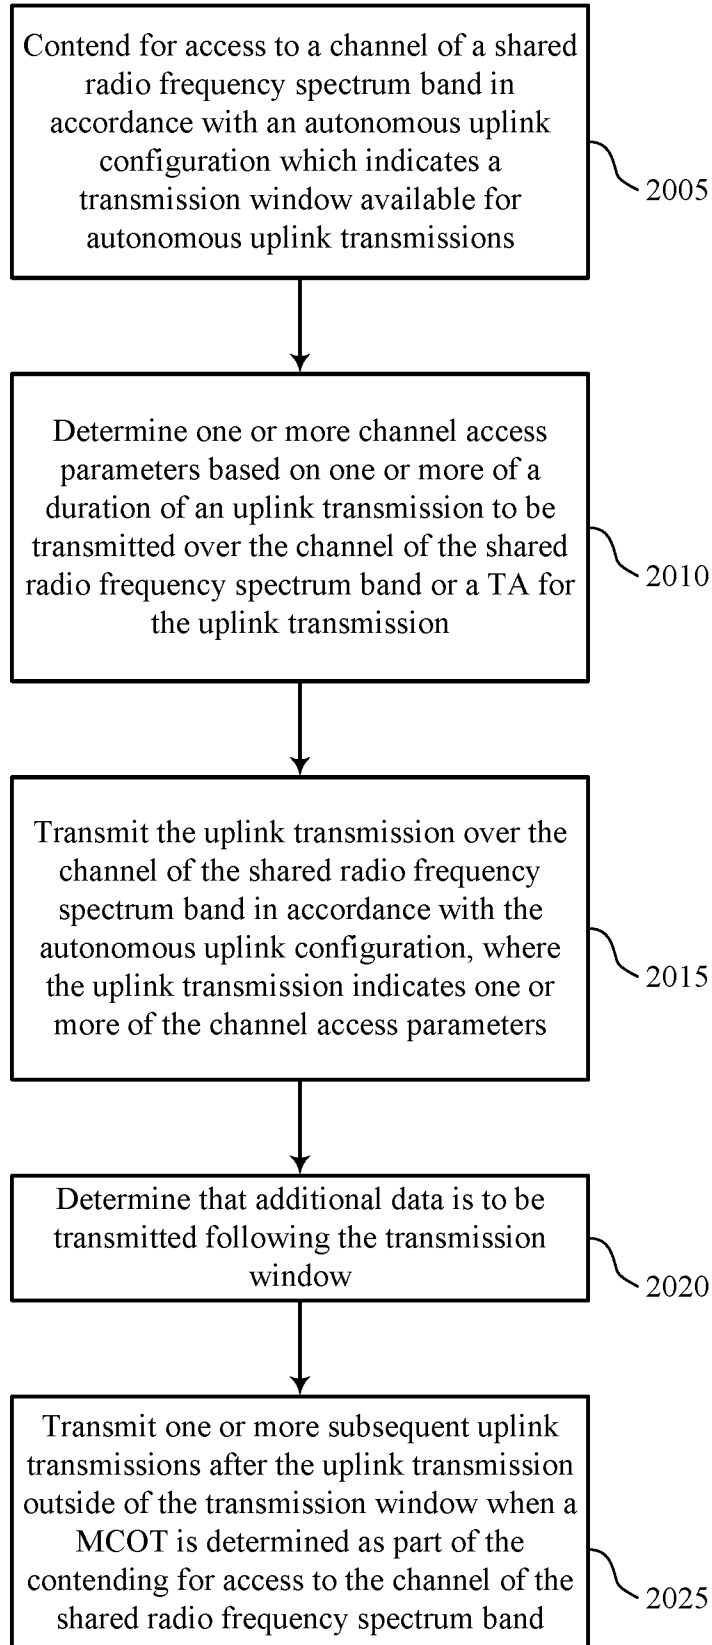 Contend for access to a channel of a shared
radio frequency spectrum band in
accordance with an autonomous uplink
configuration which indicates a
transmission window available for
autonomous uplink transmissions
2005
Determine one or more channel access
parameters based on one or more of a
duration of an uplink transmission to be
transmitted over the channel of the shared
radio frequency spectrum band or a TA for
the uplink transmission
2010
Transmit the uplink transmission over the
channel of the shared radio frequency
spectrum band in accordance with the
autonomous uplink configuration, where
the uplink transmission indicates one or
more of the channel access parameters
2015
Determine that additional data is to be
transmitted following the transmission
window
2020
Transmit one or more subsequent uplink
transmissions after the uplink transmission
outside of the transmission window when a
MCOT is determined as part of the
contending for access to the channel of the
shared radio frequency spectrum band
2025